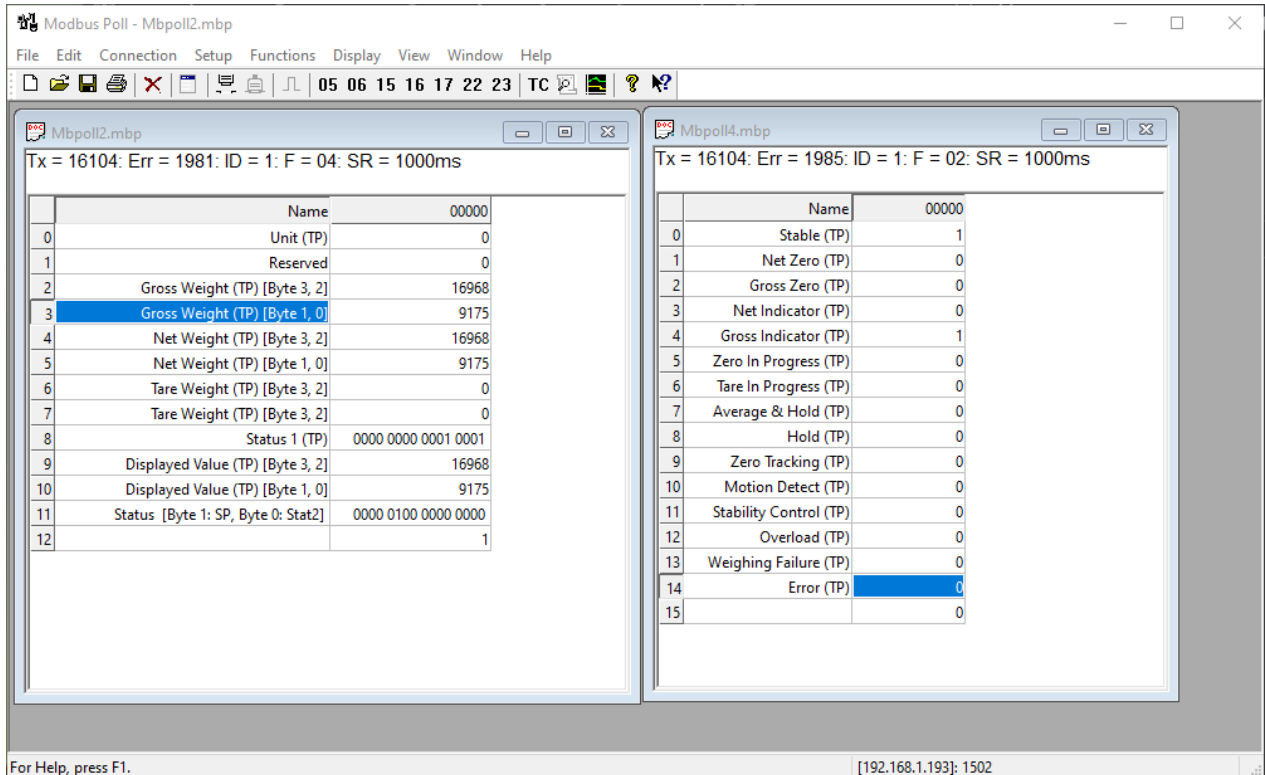 Modbus Poll - Mbpoll2.mbp
File Edit Connection Setup Functions Display View Window Help
05 06 15 16 17 22 23 TC
Mbpoll2.mbp
Tx = 16104: Err = 1981: ID = 1: F = 04: SR = 1000ms
Name 00000
0 Unit (TP) 0
1 Reserved 0
2 Gross Weight (TP) [Byte 3, 2] 16968
3 Gross Weight (TP) [Byte 1, 0] 9175
4 Net Weight (TP) [Byte 3, 2] 16968
5 Net Weight (TP) [Byte 1, 0] 9175
6 Tare Weight (TP) [Byte 3, 2] 0
7 Tare Weight (TP) [Byte 3, 2] 0
8 Status 1 (TP) 0000 0000 0001 0001
9 Displayed Value (TP) [Byte 3, 2] 16968
10 Displayed Value (TP) [Byte 1, 0] 9175
11 Status [Byte 1: SP, Byte 0: Stat2] 0000 0100 0000 0000
12 1
Mbpoll4.mbp
Tx = 16104: Err = 1985: ID = 1: F = 02: SR = 1000ms
Name 00000
0 Stable (TP) 1
1 Net Zero (TP) 0
2 Gross Zero (TP) 0
3 Net Indicator (TP) 0
4 Gross Indicator (TP) 1
5 Zero In Progress (TP) 0
6 Tare In Progress (TP) 0
7 Average & Hold (TP) 0
8 Hold (TP) 0
9 Zero Tracking (TP) 0
10 Motion Detect (TP) 0
11 Stability Control (TP) 0
12 Overload (TP) 0
13 Weighing Failure (TP) 0
14 Error (TP) 0
15 0
For Help, press F1.
[192.168.1.193]: 1502